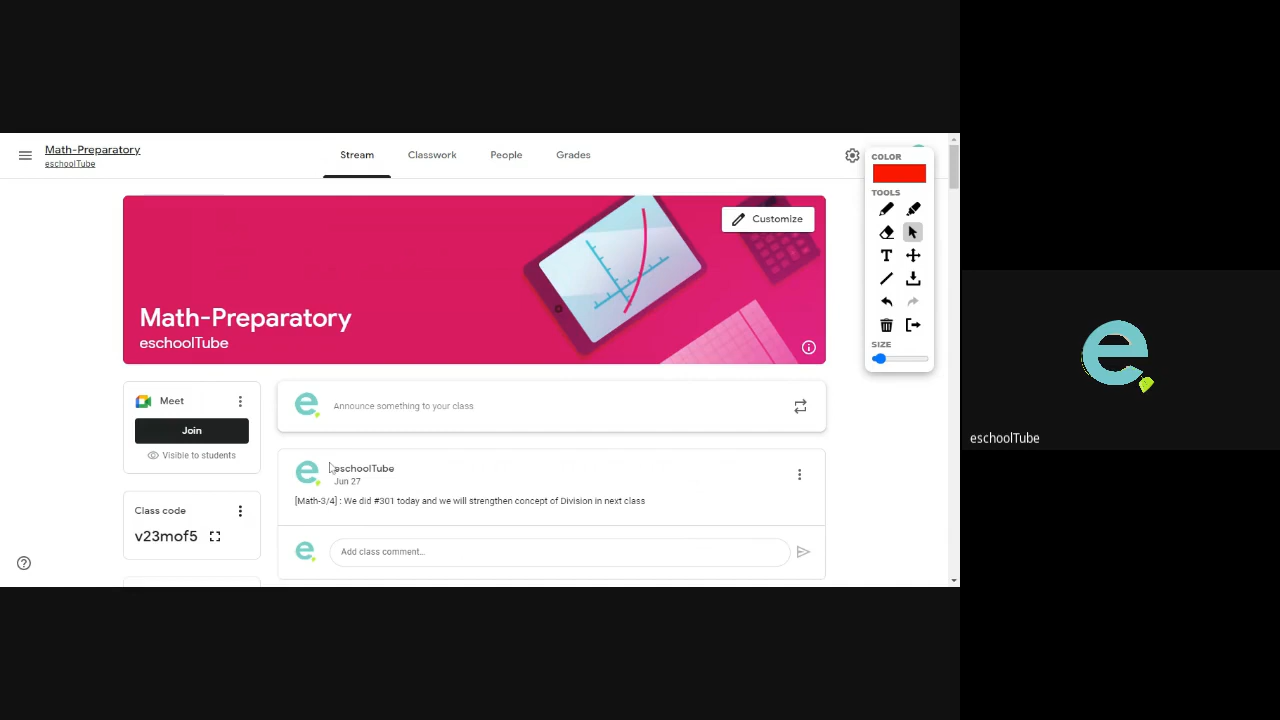 Math-Preparatory
eschoolTube
Stream
Classwork
People
Grades
COLOR
TOOLS
T
SIZE
Customize
Math-Preparatory
eschoolTube
Meet
Join
Visible to students
Class code
v23mof5
Announce something to your class
eschoolTube
Jun 27
[Math-3/4] : We did #301 today and we will strengthen concept of Division in next class
Add class comment...
eschoolTube